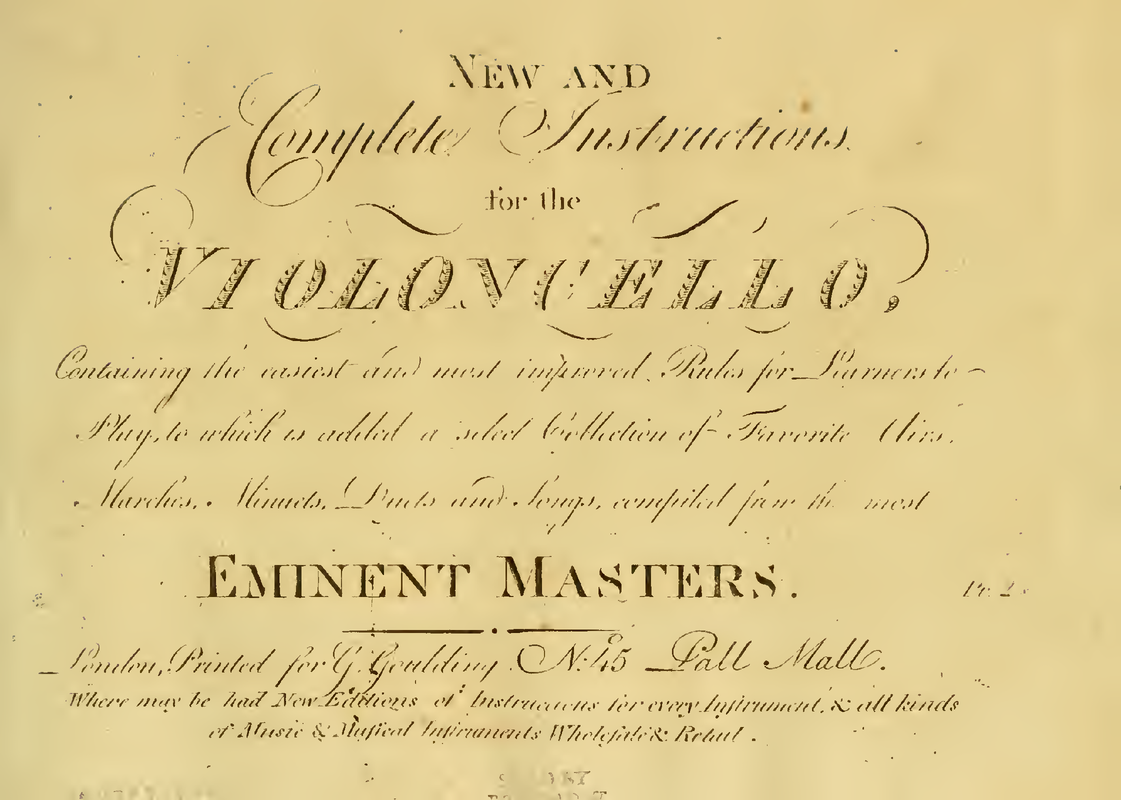 NEW AND
Complete Instructions
for the
VIOLONCELLO,
Containing the easiest and most improved Rules for Learners to
Play, to which is added a select Collection of Favorite Airs,
Marches, Minuets, Duets and Songs, compiled from the most
EMINENT MASTERS.
Pr. 2s
London, Printed for G. Goulding No. 45 Pall Mall.
Where may be had New Editions of Instructions for every Inſtrument, & all kinds
of Music & Muſical Inſtruments Wholeſale & Retail.